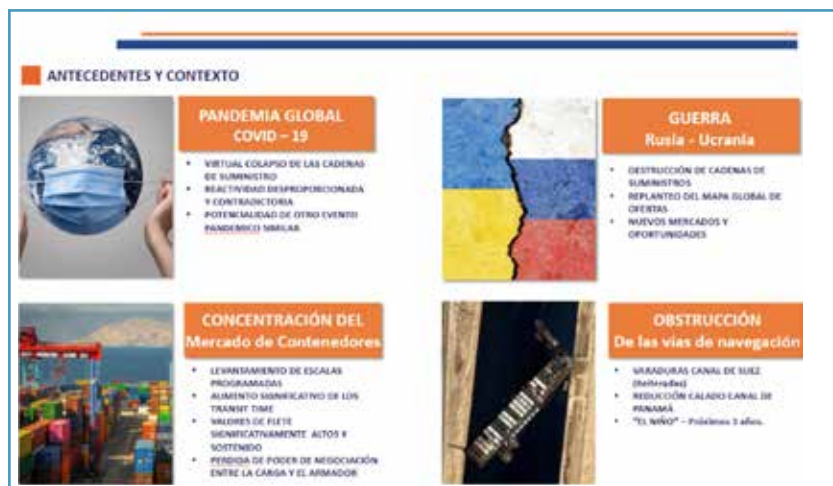 ANTECEDENTES Y CONTEXTO
PANDEMIA GLOBAL
COVID – 19
• VIRTUAL COLAPSO DE LAS CADENAS
DE SUMINISTRO
• REACTIVIDAD DESPROPORCIONADA
Y CONTRADICTORIA
• POTENCIALIDAD DE OTRO EVENTO
PANDEMICO SIMILAR
GUERRA
Rusia - Ucrania
• DESTRUCCIÓN DE CADENAS DE
SUMINISTROS
• REPLANTEO DEL MAPA GLOBAL DE
OFERTAS
• NUEVOS MERCADOS Y
OPORTUNIDADES
CONCENTRACIÓN DEL
Mercado de Contenedores
• LEVANTAMIENTO DE ESCALAS
PROGRAMADAS
• AUMENTO SIGNIFICATIVO DE LOS
TRANSIT TIME
• VALORES DE FLETE
SIGNIFICATIVAMENTE ALTOS Y
SOSTENIDO
• PERDIDA DE PODER DE NEGOCIACIÓN
ENTRE LA CARGA Y EL ARMADOR
OBSTRUCCIÓN
De las vías de navegación
• VARADURAS CANAL DE SUEZ
(Reiteradas)
• REDUCCIÓN CALADO CANAL DE
PANAMÁ
• "EL NIÑO" – Próximos 3 años.